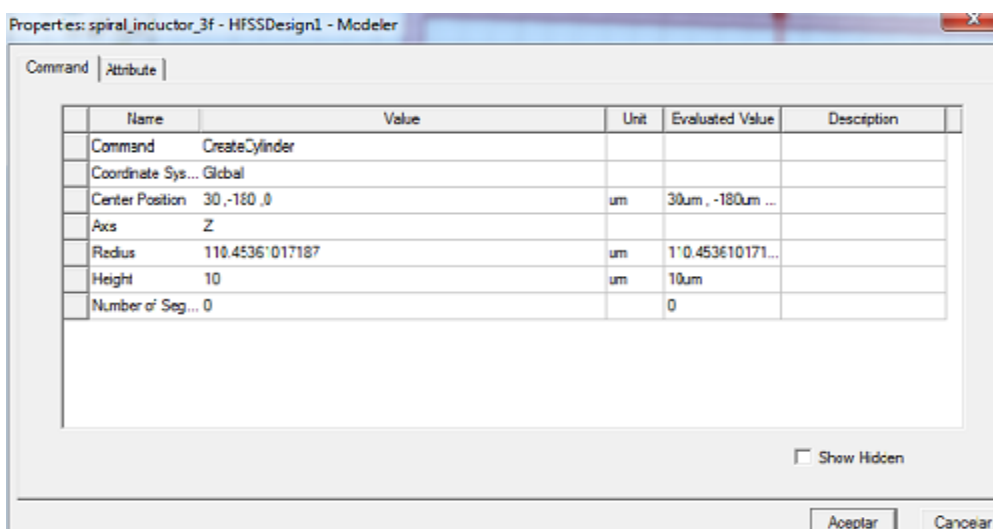 Properties: spiral_inductor_3f - HFSSDesign1 - Modeler
Command Attribute
Name Value Unit Evaluated Value Description
Command CreateCylinder
Coordinate Sys... Global
Center Position 30 ,-180 ,0 um 30um , -180um ...
Axis Z
Radius 110.45361017187 um 110.453610171...
Height 10 um 10um
Number of Seg... 0 0
Show Hidden
Aceptar Cancelar